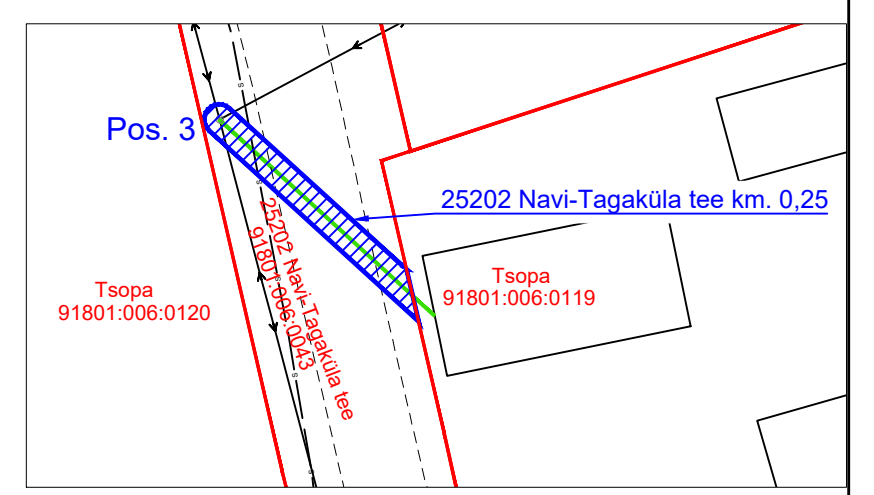 Pos. 3
25202 Navi-Tagaküla tee km. 0,25
Tsopa
91801:006:0120
25202 Navi-Tagaküla tee
91801:006:0043
Tsopa
91801:006:0119
s
s
s
s
s